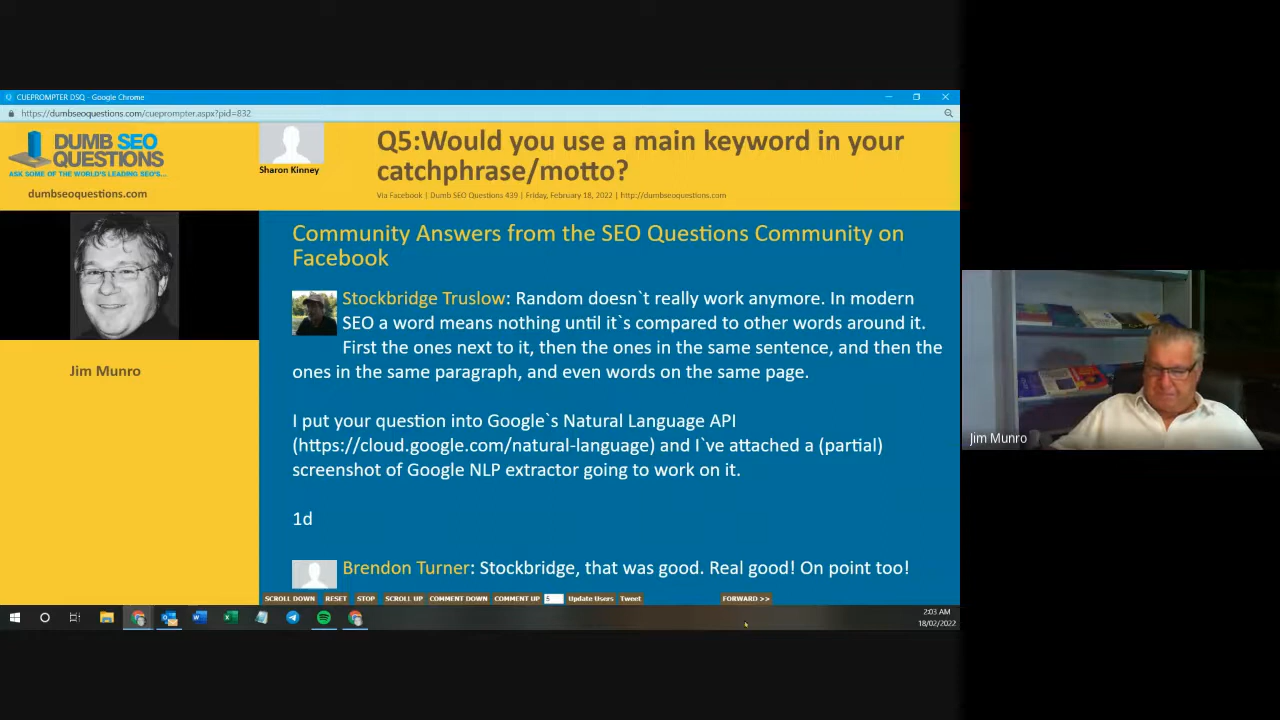 CUEPROMPTER DSQ - Google Chrome
https://dumbseoquestions.com/cueprompter.aspx?pid=832
DUMB SEO
QUESTIONS
ASK SOME OF THE WORLD'S LEADING SEO'S...
dumbseoquestions.com
Sharon Kinney
Q5:Would you use a main keyword in your
catchphrase/motto?
Via Facebook | Dumb SEO Questions 439 | Friday, February 18, 2022 | http://dumbseoquestions.com
Jim Munro
Community Answers from the SEO Questions Community on
Facebook
Stockbridge Truslow: Random doesn`t really work anymore. In modern
SEO a word means nothing until it`s compared to other words around it.
First the ones next to it, then the ones in the same sentence, and then the
ones in the same paragraph, and even words on the same page.
I put your question into Google`s Natural Language API
(https://cloud.google.com/natural-language) and I`ve attached a (partial)
screenshot of Google NLP extractor going to work on it.
1d
Brendon Turner: Stockbridge, that was good. Real good! On point too!
SCROLL DOWN RESET STOP SCROLL UP COMMENT DOWN COMMENT UP 5 Update Users Tweet FORWARD >>
2:03 AM
18/02/2022
Jim Munro